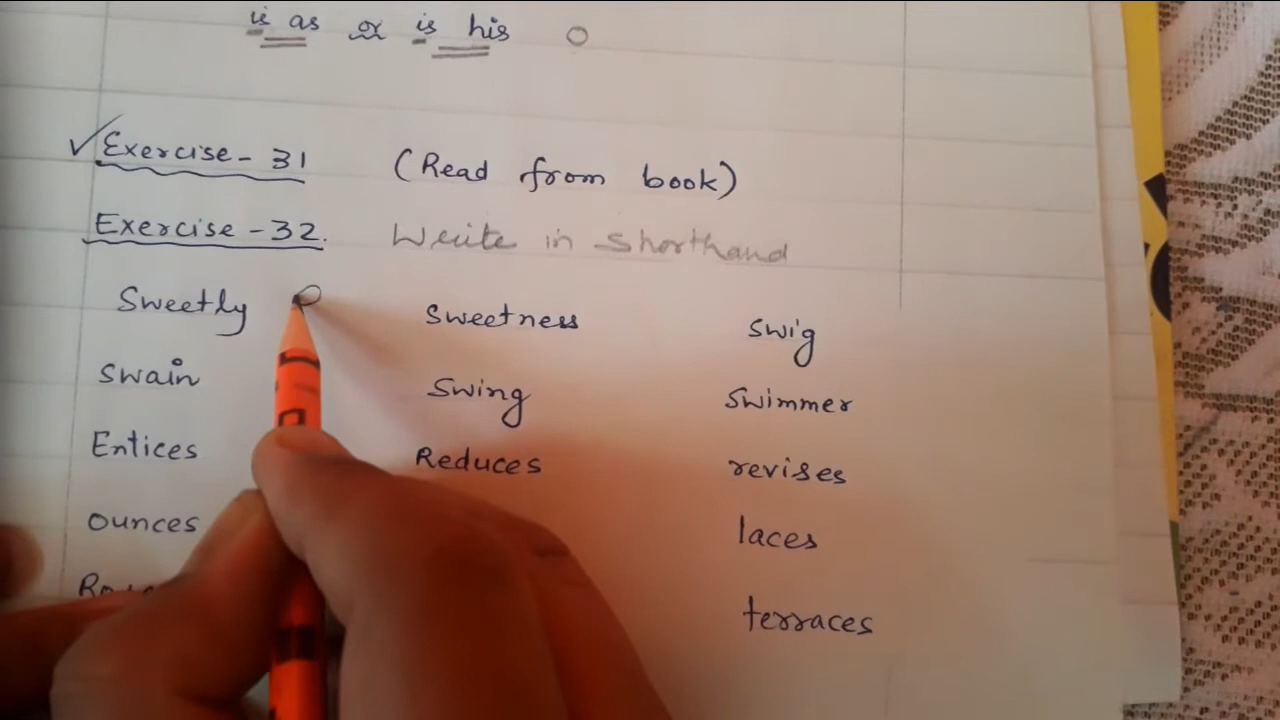 is as or is his
Exercise - 31 (Read from book)
Exercise - 32. Write in shorthand
Sweetly Sweetness Swig
Swain Swing Swimmer
Entices Reduces revises
ounces laces
terraces